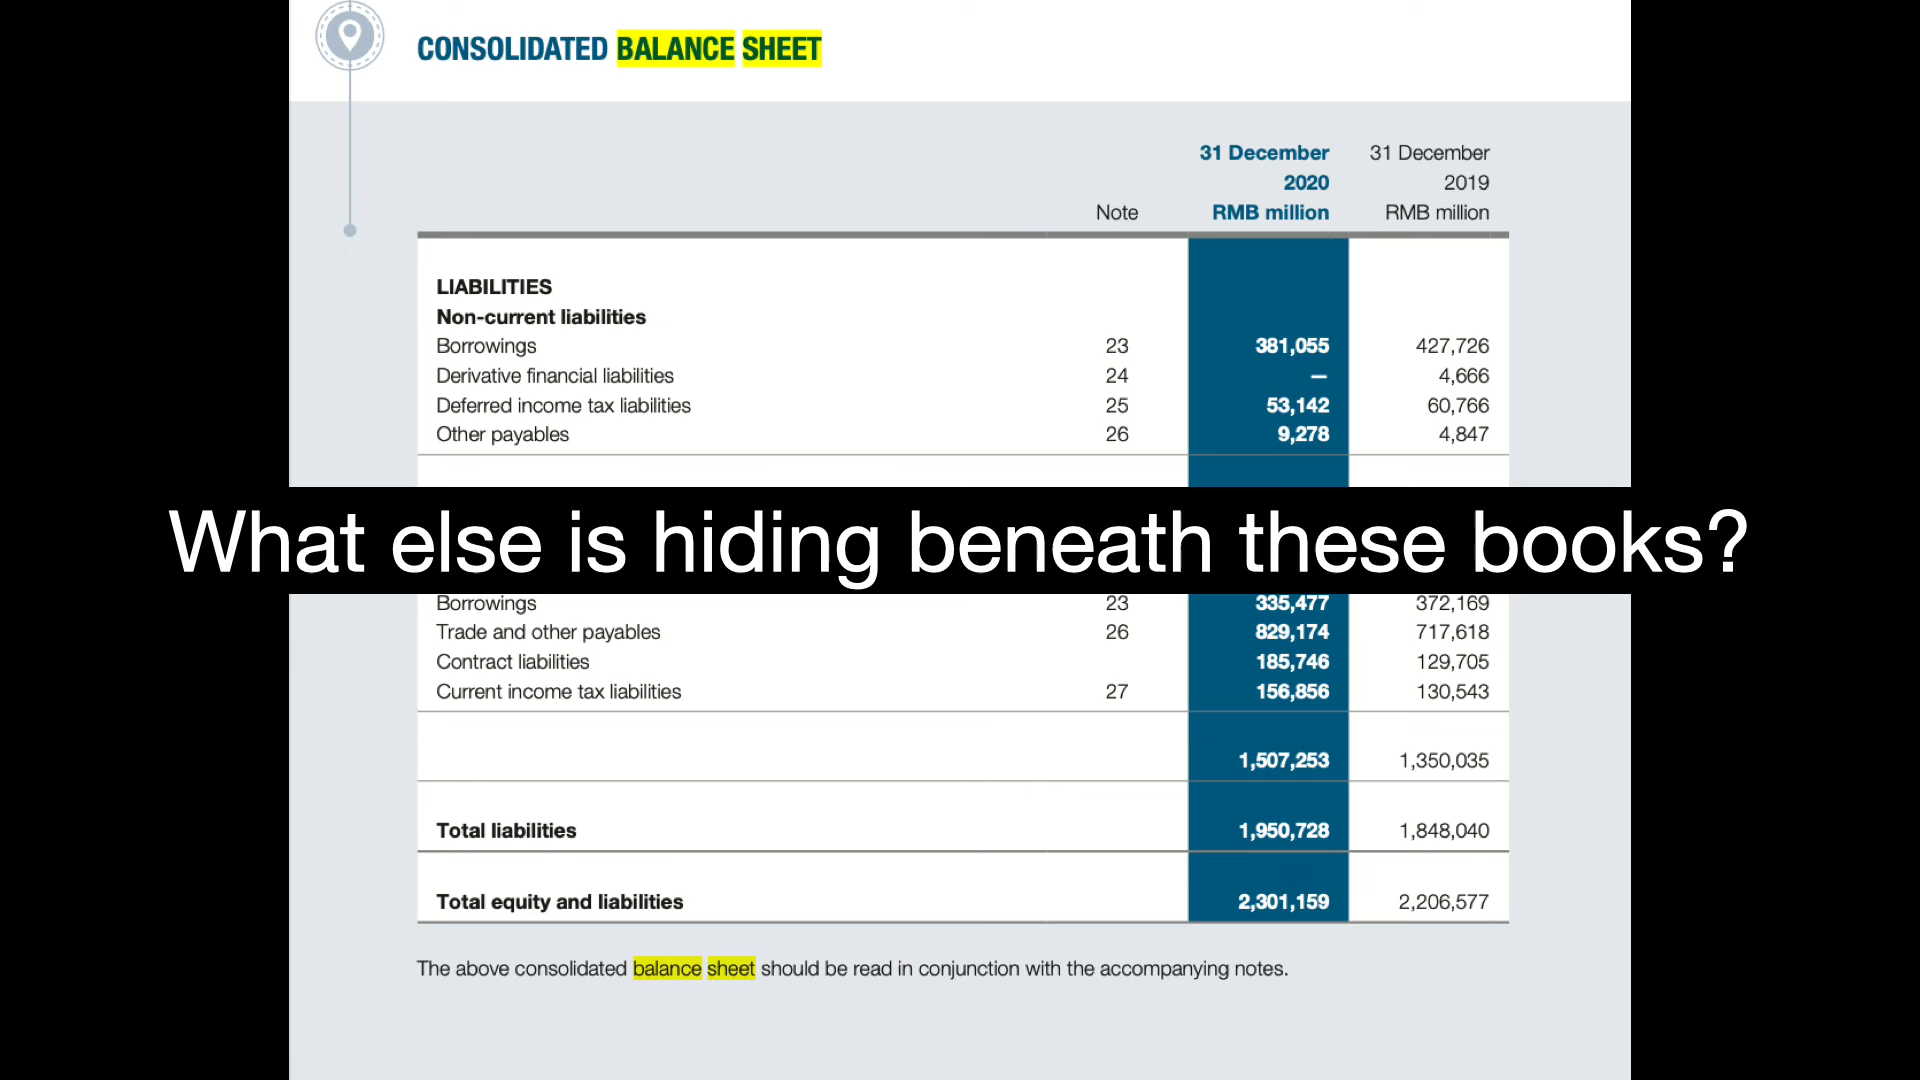 CONSOLIDATED BALANCE SHEET
31 December 31 December
2020 2019
Note RMB million RMB million
LIABILITIES
Non-current liabilities
Borrowings 23 381,055 427,726
Derivative financial liabilities 24 — 4,666
Deferred income tax liabilities 25 53,142 60,766
Other payables 26 9,278 4,847
What else is hiding beneath these books?
Borrowings 23 335,477 372,169
Trade and other payables 26 829,174 717,618
Contract liabilities 185,746 129,705
Current income tax liabilities 27 156,856 130,543
1,507,253 1,350,035
Total liabilities 1,950,728 1,848,040
Total equity and liabilities 2,301,159 2,206,577
The above consolidated balance sheet should be read in conjunction with the accompanying notes.